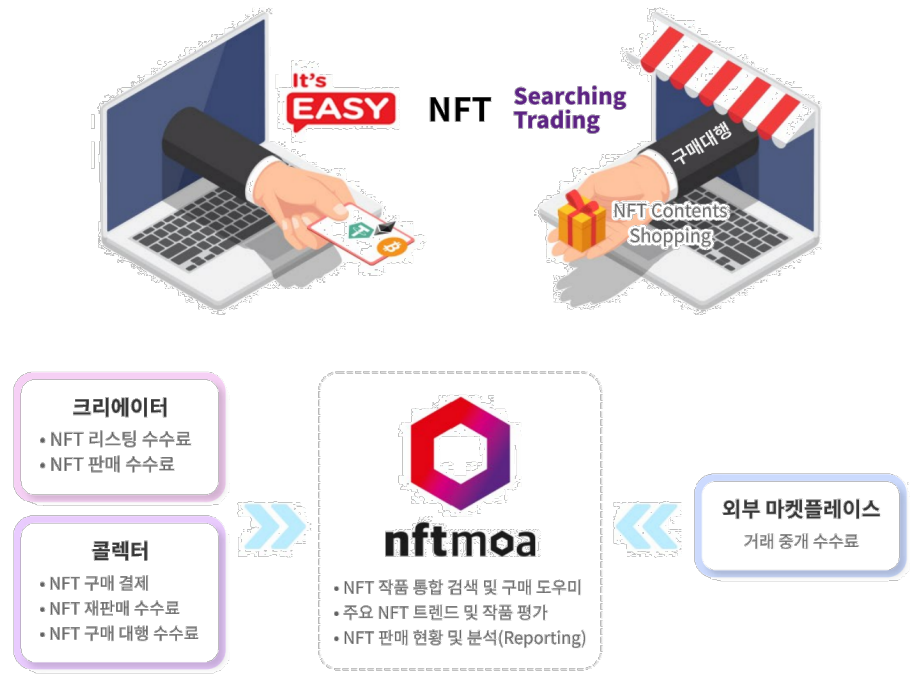 It's
EASY
NFT
Searching
Trading
구매대행
NFT Contents
Shopping
크리에이터
• NFT 리스팅 수수료
• NFT 판매 수수료
콜렉터
• NFT 구매 결제
• NFT 재판매 수수료
• NFT 구매 대행 수수료
nftmoa
• NFT 작품 통합 검색 및 구매 도우미
• 주요 NFT 트렌드 및 작품 평가
• NFT 판매 현황 및 분석(Reporting)
외부 마켓플레이스
거래 중개 수수료